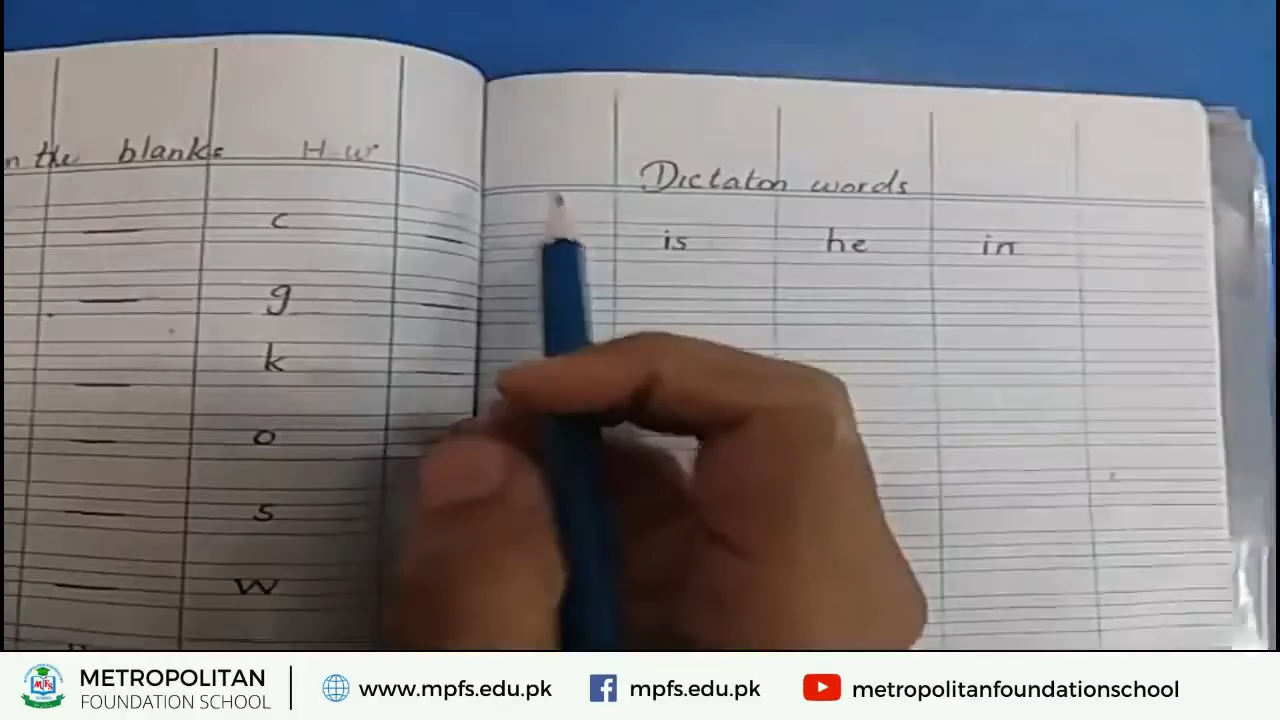 n the blanks H w
c
g
k
o
s
w
Dictaton words
is he in
METROPOLITAN
FOUNDATION SCHOOL
www.mpfs.edu.pk
mpfs.edu.pk
metropolitanfoundationschool